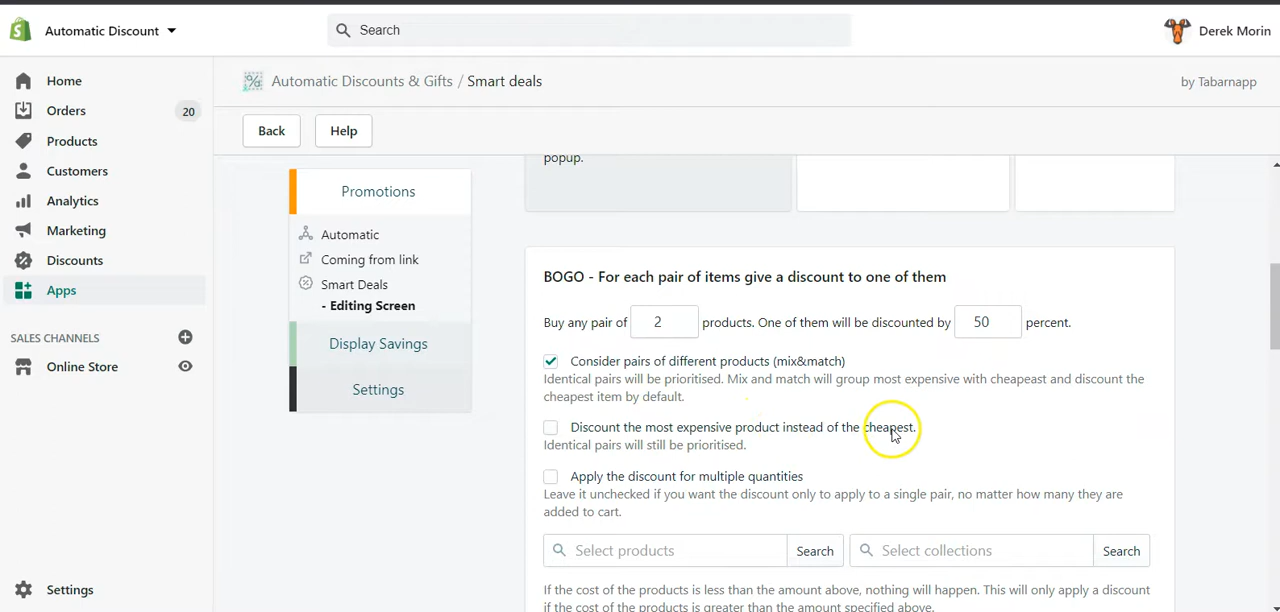 Automatic Discount
Search
Derek Morin
Home
Orders 20
Products
Customers
Analytics
Marketing
Discounts
Apps
SALES CHANNELS
Online Store
Settings
Automatic Discounts & Gifts / Smart deals
by Tabarnapp
Back Help
Promotions
Automatic
Coming from link
Smart Deals
- Editing Screen
Display Savings
Settings
popup.
BOGO - For each pair of items give a discount to one of them
Buy any pair of 2 products. One of them will be discounted by 50 percent.
Consider pairs of different products (mix&match)
Identical pairs will be prioritised. Mix and match will group most expensive with cheapeast and discount the
cheapest item by default.
Discount the most expensive product instead of the cheapest.
Identical pairs will still be prioritised.
Apply the discount for multiple quantities
Leave it unchecked if you want the discount only to apply to a single pair, no matter how many they are
added to cart.
Select products Search Select collections Search
If the cost of the products is less than the amount above, nothing will happen. This will only apply a discount
if the cost of the products is greater than the amount specified above.